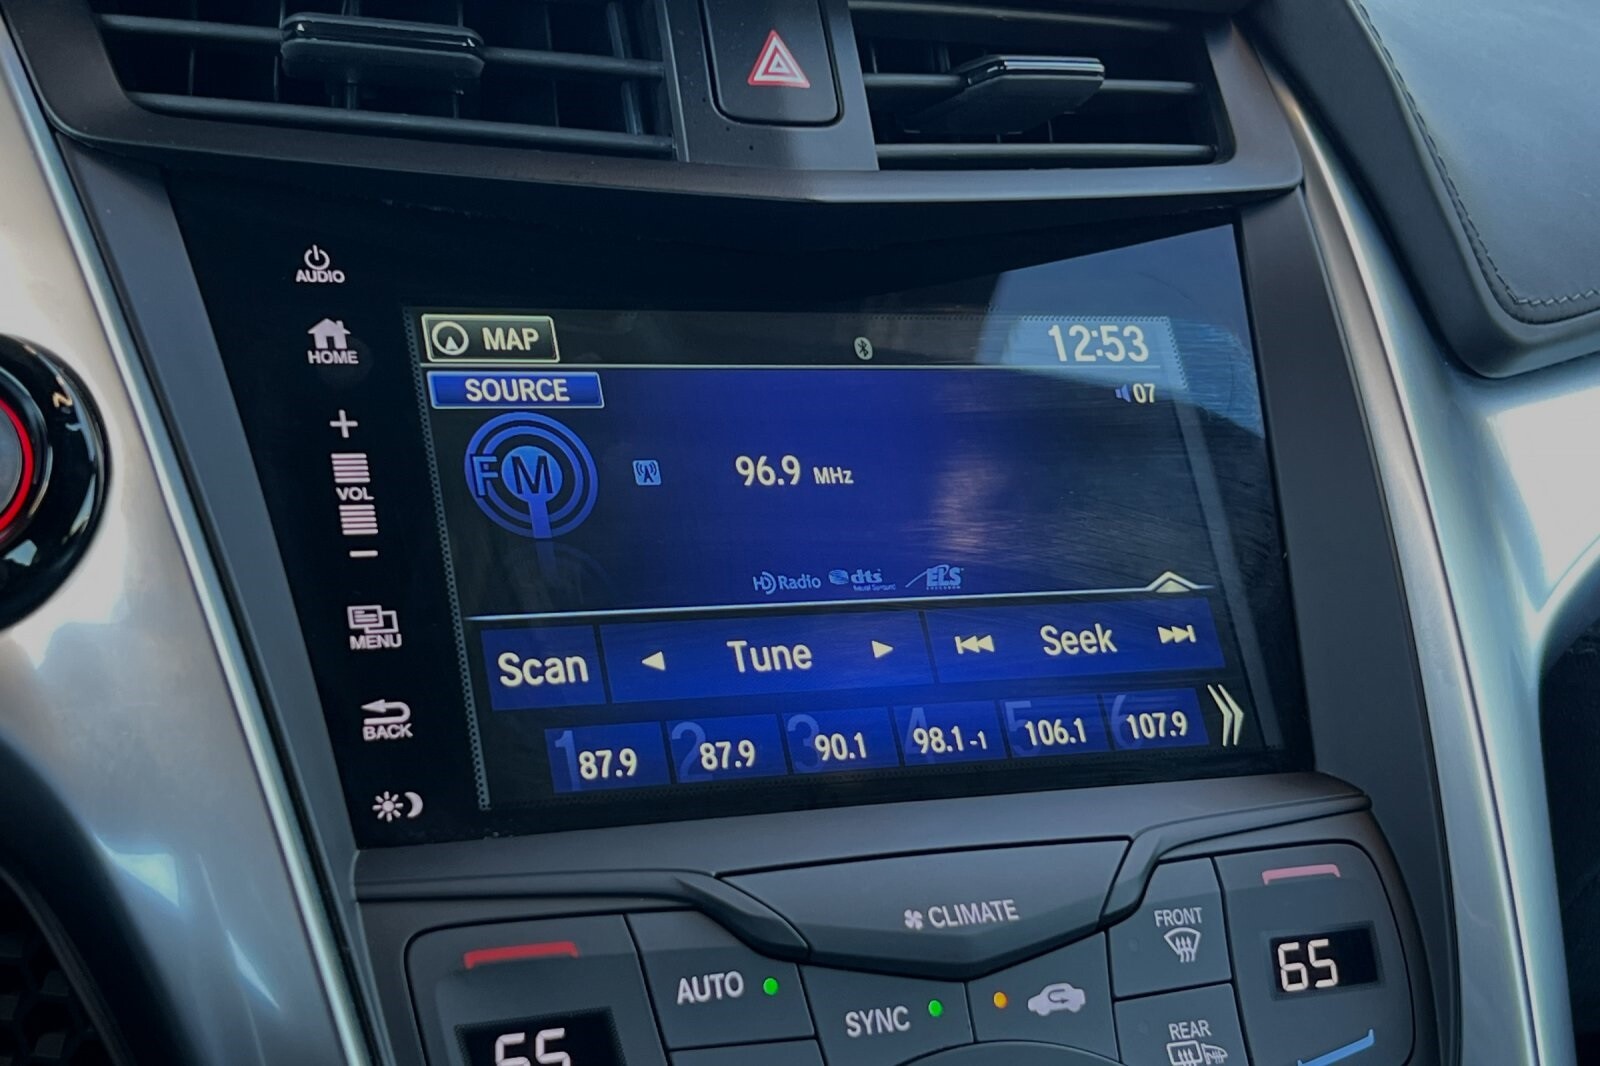 AUDIO
HOME
VOL
MENU
BACK
MAP
12:53
SOURCE
07
FM
96.9 MHz
HD Radio dts ELS
Scan Tune Seek
1 87.9 2 87.9 3 90.1 4 98.1-1 5 106.1 6 107.9
CLIMATE
FRONT
AUTO
65
SYNC
REAR
65